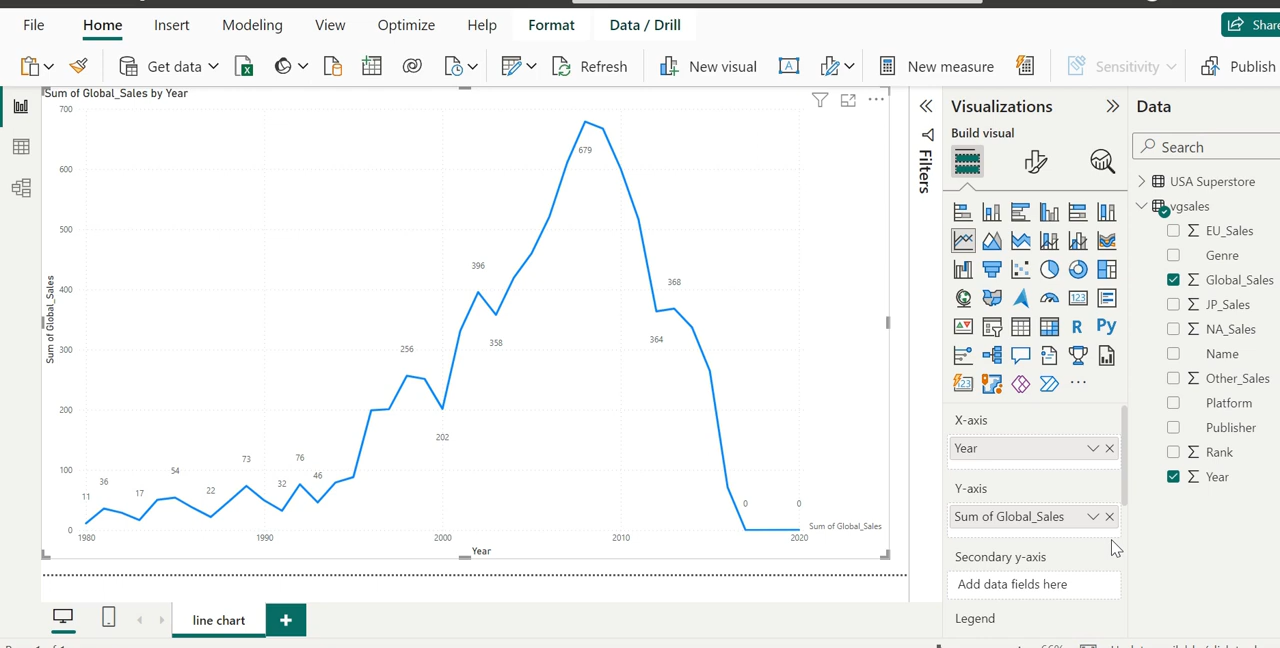 File Home Insert Modeling View Optimize Help Format Data / Drill Share
Get data Refresh New visual A New measure Sensitivity Publish
Sum of Global_Sales by Year
Sum of Global_Sales
700
600
500
400
300
200
100
0
11
36
17
54
22
73
32
76
46
256
202
396
358
679
364
368
0
0
Sum of Global_Sales
1980 1990 2000 2010 2020
Year
Filters
Visualizations
Build visual
123
R Py
123
X-axis
Year
Y-axis
Sum of Global_Sales
Secondary y-axis
Add data fields here
Legend
Data
Search
USA Superstore
vgsales
EU_Sales
Genre
Global_Sales
JP_Sales
NA_Sales
Name
Other_Sales
Platform
Publisher
Rank
Year
line chart